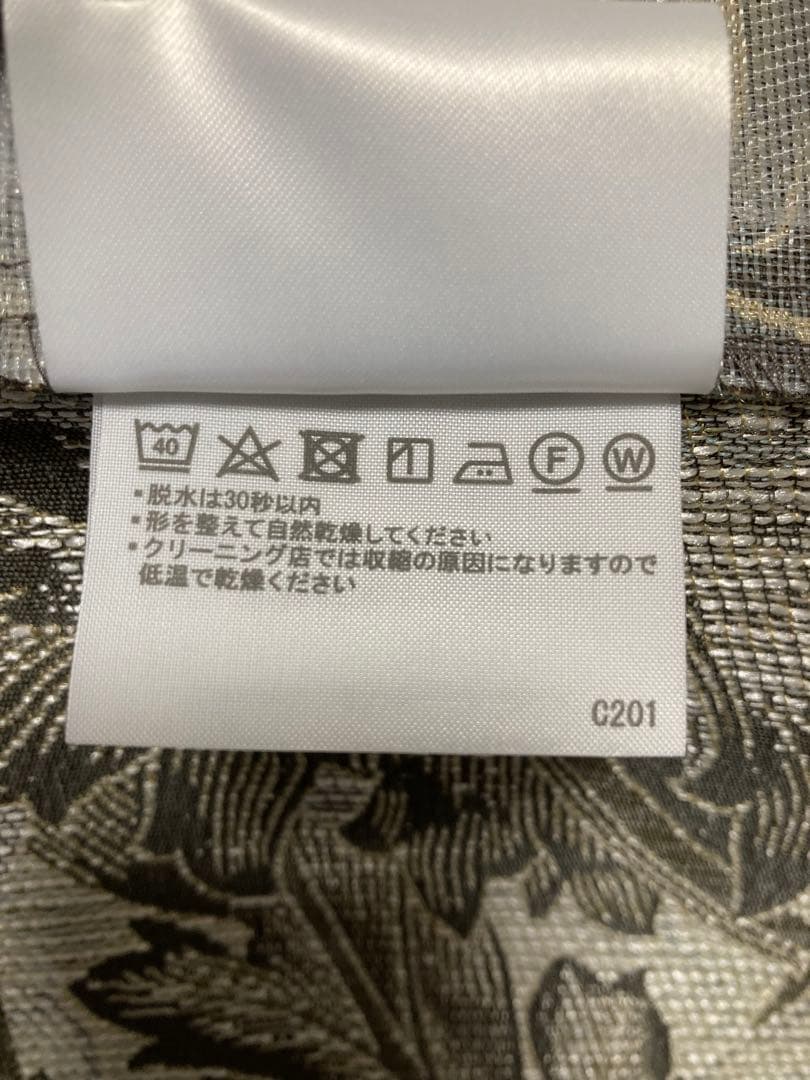 40 F W
・脱水は30秒以内
・形を整えて自然乾燥してください
・クリーニング店では収縮の原因になりますので
低温で乾燥ください
C201